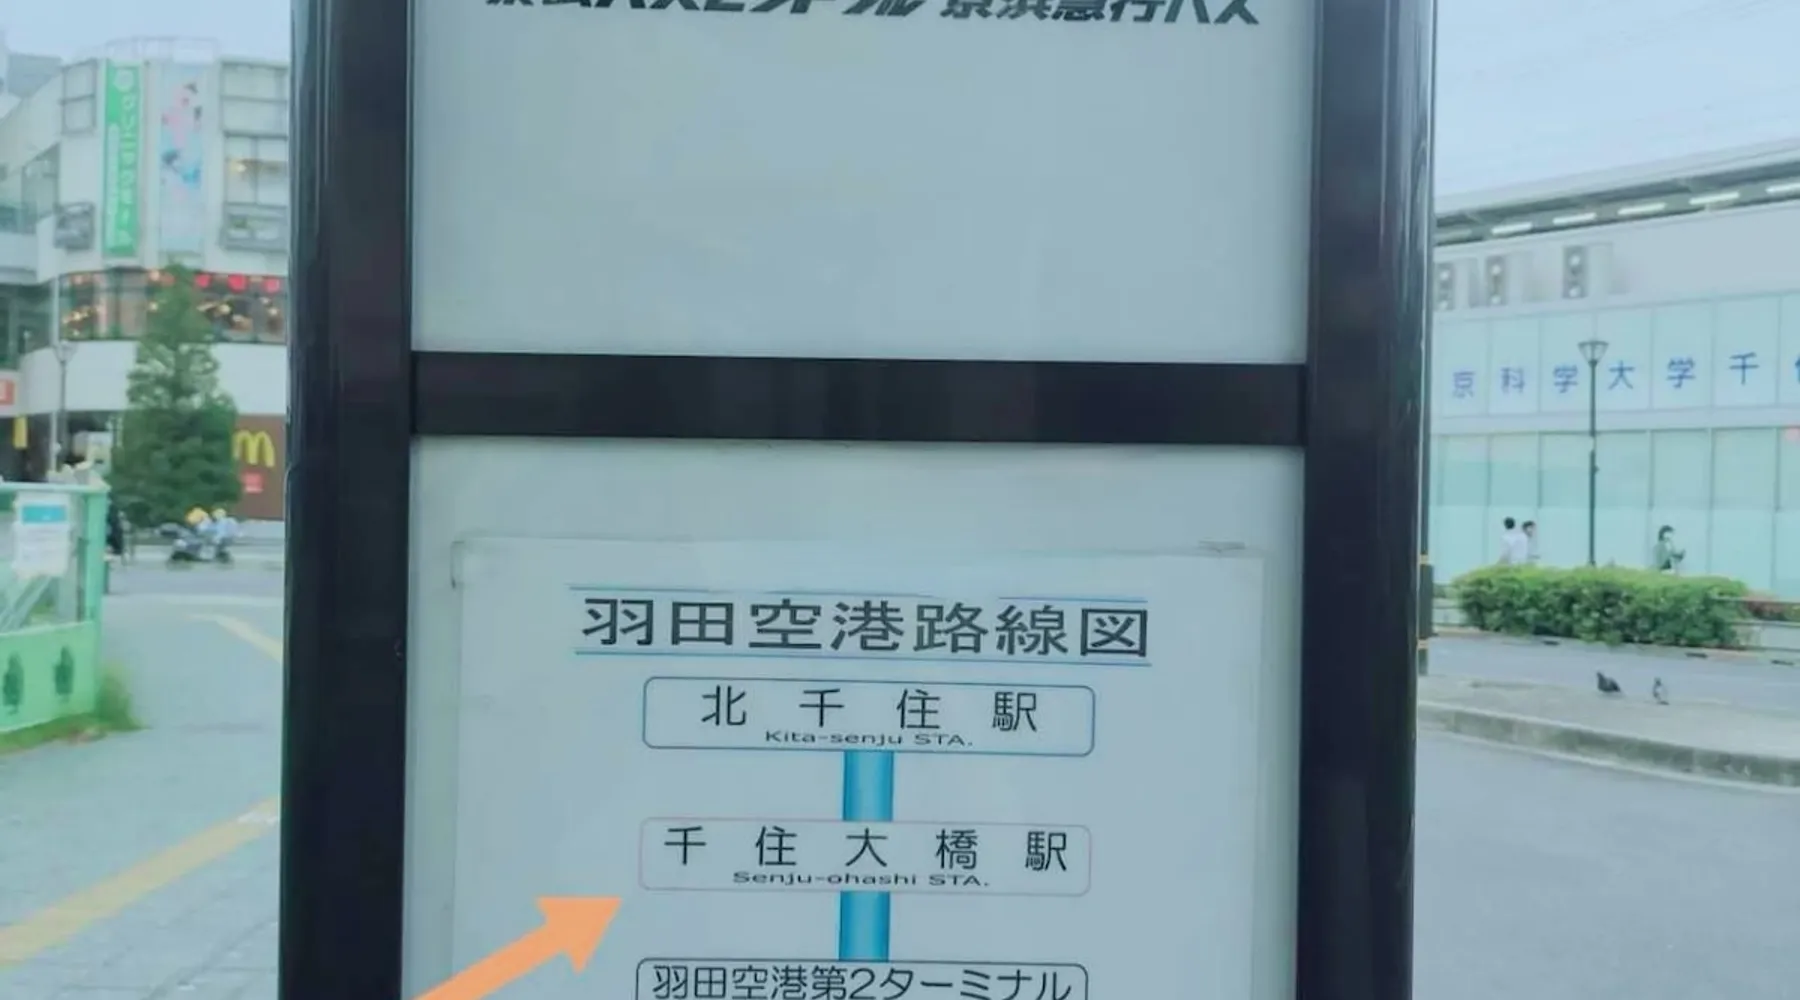 京浜急行バス
京科学大学千
羽田空港路線図
北千住駅
Kita-senju STA.
千住大橋駅
Senju-ohashi STA.
羽田空港第2ターミナル